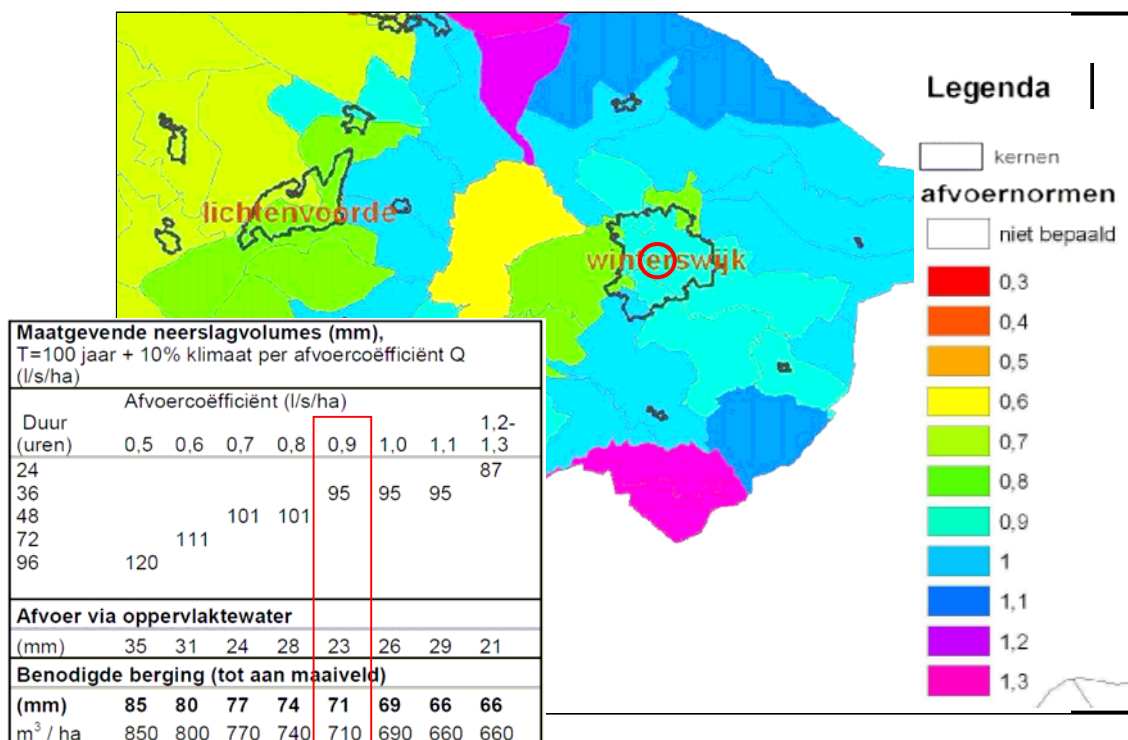 lichtenvoorde
winterswijk
Legenda
kernen
afvoernormen
niet bepaald
0,3
0,4
0,5
0,6
0,7
0,8
0,9
1
1,1
1,2
1,3
Maatgevende neerslagvolumes (mm),
T=100 jaar + 10% klimaat per afvoercoëfficiënt Q
(l/s/ha)
Afvoercoëfficiënt (l/s/ha)
Duur 1,2-
(uren) 0,5 0,6 0,7 0,8 0,9 1,0 1,1 1,3
24 87
36 95 95 95
48 101 101
72 111
96 120
Afvoer via oppervlaktewater
(mm) 35 31 24 28 23 26 29 21
Benodigde berging (tot aan maaiveld)
(mm) 85 80 77 74 71 69 66 66
m³ / ha 850 800 770 740 710 690 660 660